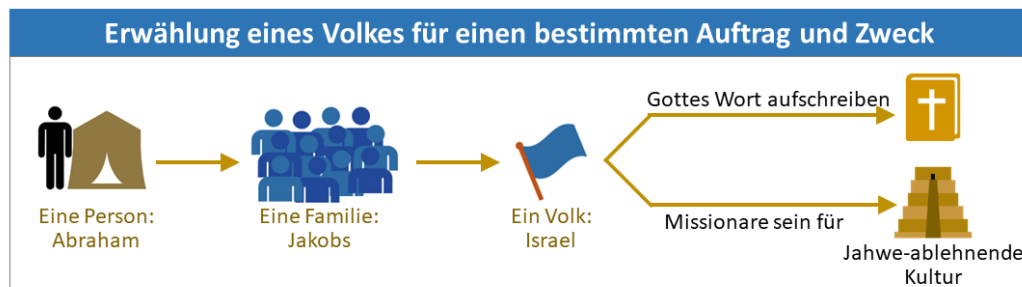 Erwählung eines Volkes für einen bestimmten Auftrag und Zweck
Gottes Wort aufschreiben
Eine Person:
Abraham
Eine Familie:
Jakobs
Ein Volk:
Israel
Missionare sein für
Jahwe-ablehnende
Kultur